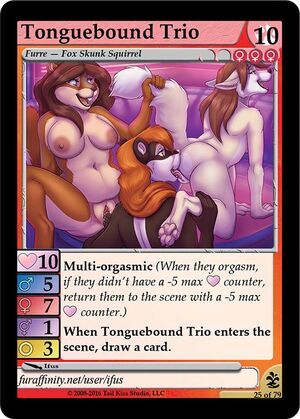 Tonguebound Trio 10
Furre — Fox Skunk Squirrel
10
5
7
1
3
Multi-orgasmic (When they orgasm,
if they didn't have a -5 max 🤍 counter,
return them to the scene with a -5 max
🤍 counter.)
When Tonguebound Trio enters the
scene, draw a card.
Ifus
furaffinity.net/user/ifus
© 2008-2016 Tail Kiss Studio, LLC
25 of 79